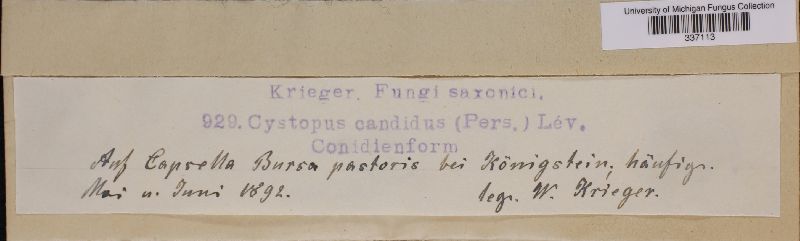 University of Michigan Fungus Collection
337113
Krieger. Fungi saxonici.
929. Cystopus candidus (Pers.) Lév.
Conidienform
Auf Capsella Bursa pastoris bei Königstein; häufig.
Mai u. Juni 1892. leg. W. Krieger.